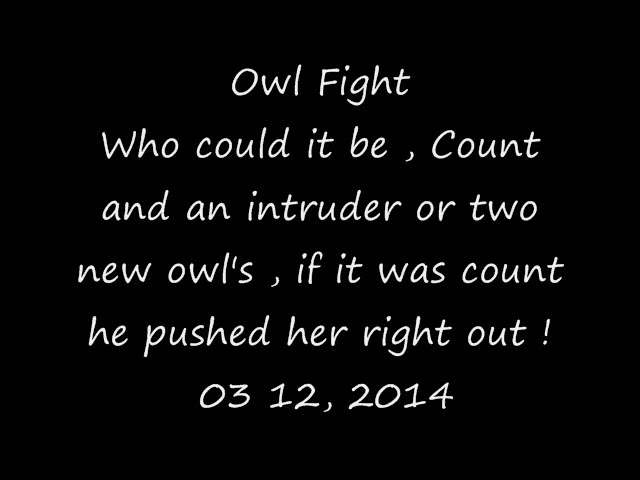 Owl Fight
Who could it be , Count
and an intruder or two
new owl's , if it was count
he pushed her right out !
03 12, 2014